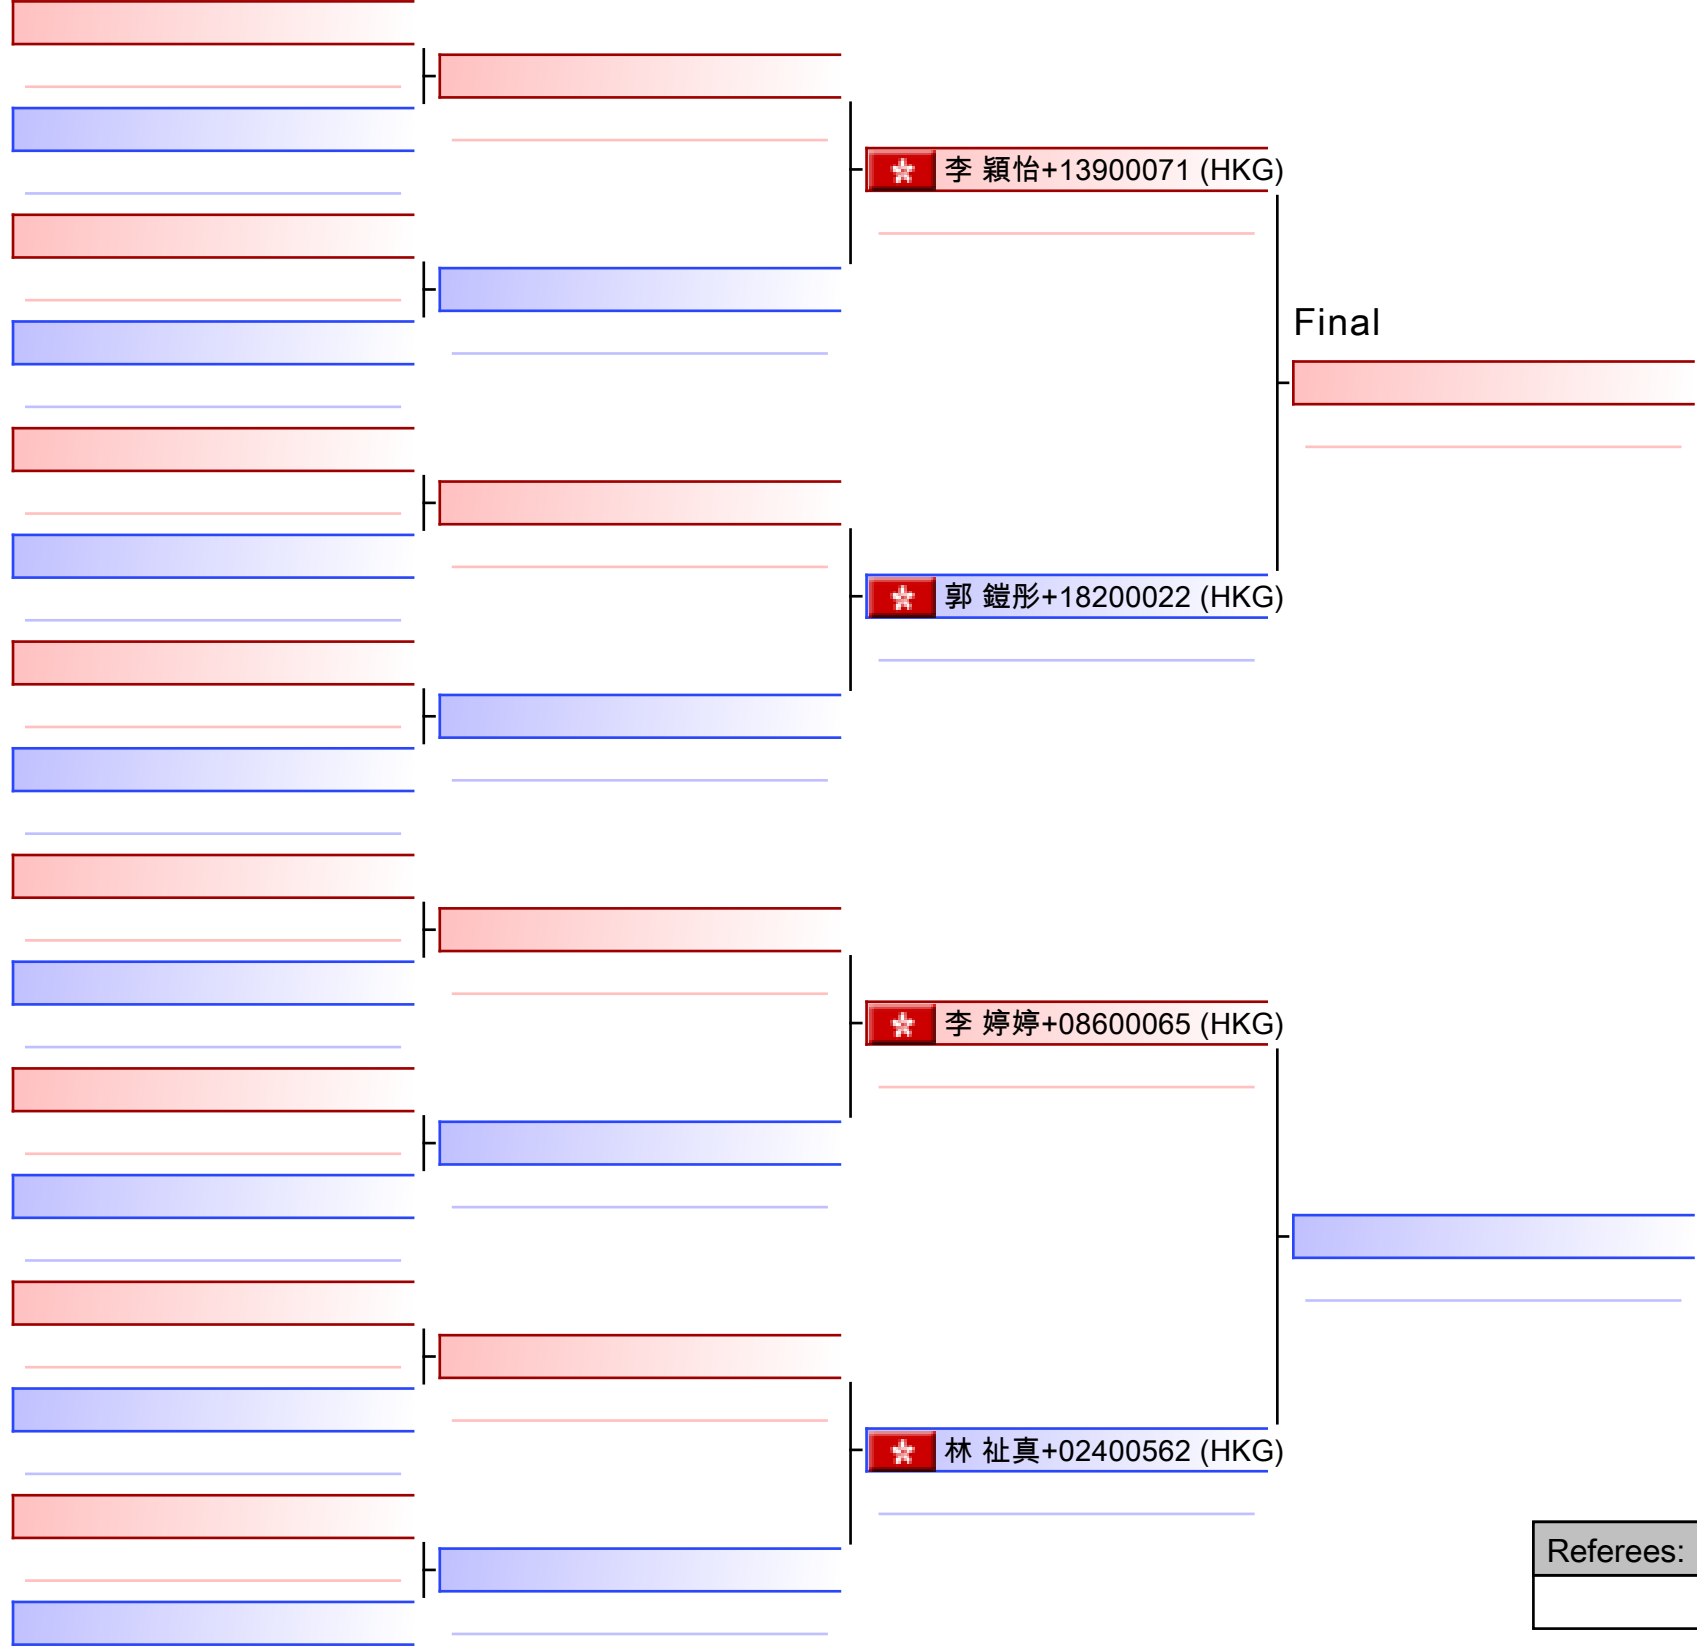 李 穎怡+13900071 (HKG)
Final
郭 鎧彤+18200022 (HKG)
李 婷婷+08600065 (HKG)
林 祉真+02400562 (HKG)
Referees: